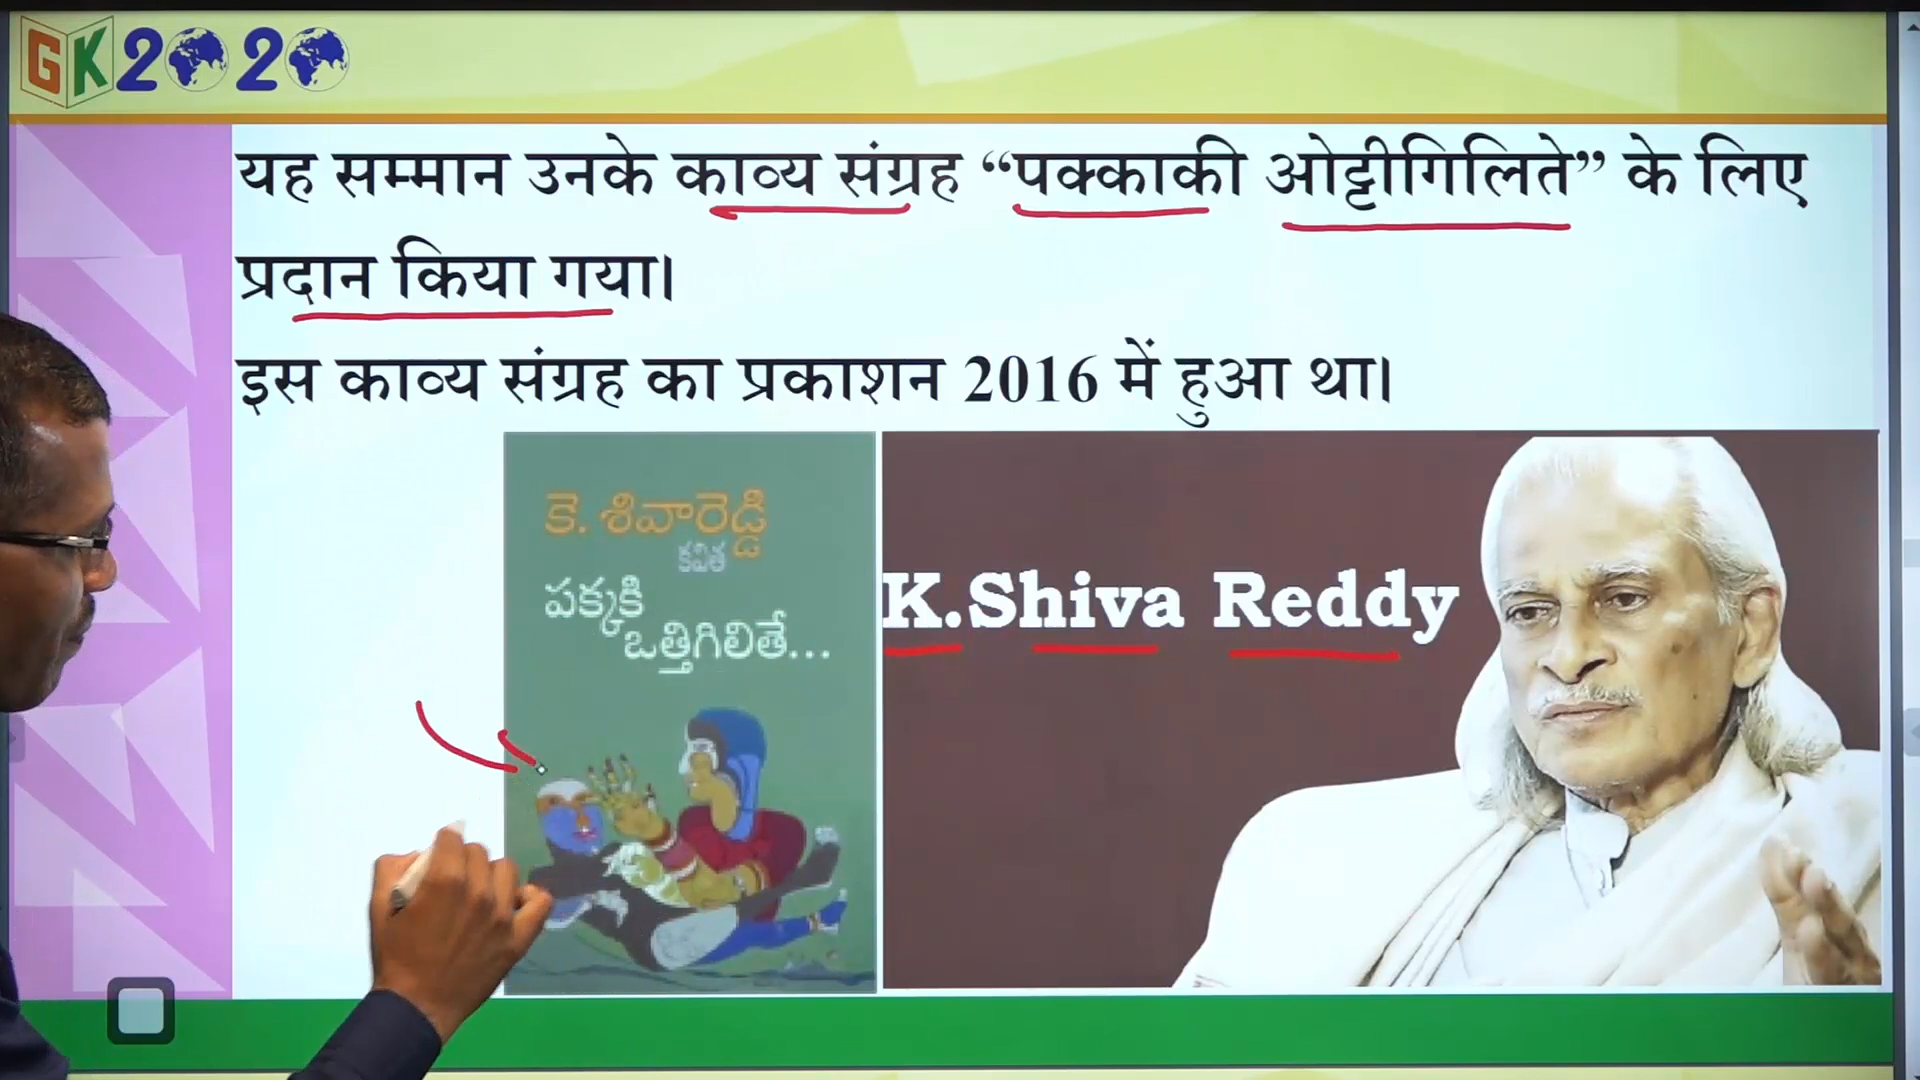 GK2020
यह सम्मान उनके काव्य संग्रह “पक्काकी ओट्टीगिलिते” के लिए
प्रदान किया गया।
इस काव्य संग्रह का प्रकाशन 2016 में हुआ था।
కె. శివారెడ్డి
కవిత
పక్కకి
ఒత్తిగిలితే...
K.Shiva Reddy